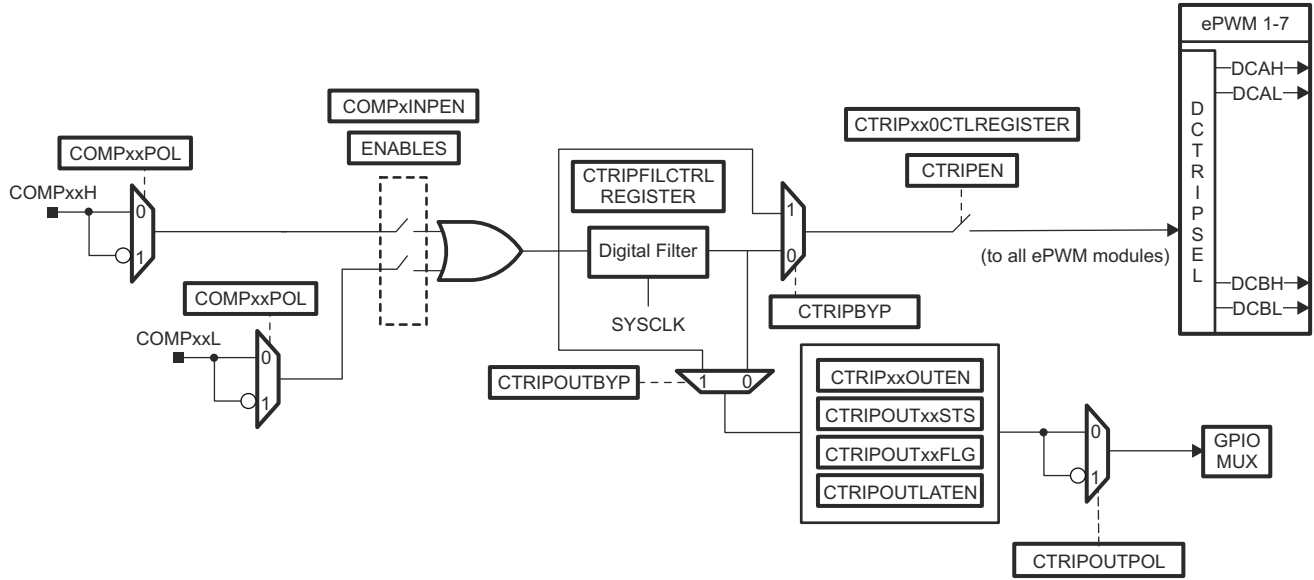 ePWM 1-7
DCAH
DCAL
DCTRIPSEL
DCBH
DCBL
COMPxINPEN
ENABLES
COMPxxPOL
COMPxxH
0
1
COMPxxPOL
COMPxxL
0
1
CTRIPFILCTRL
REGISTER
Digital Filter
SYSCLK
1
0
CTRIPBYP
CTRIPxx0CTLREGISTER
CTRIPEN
(to all ePWM modules)
CTRIPOUTBYP
1 0
CTRIPxxOUTEN
CTRIPOUTxxSTS
CTRIPOUTxxFLG
CTRIPOUTLATEN
0
1
CTRIPOUTPOL
GPIO
MUX